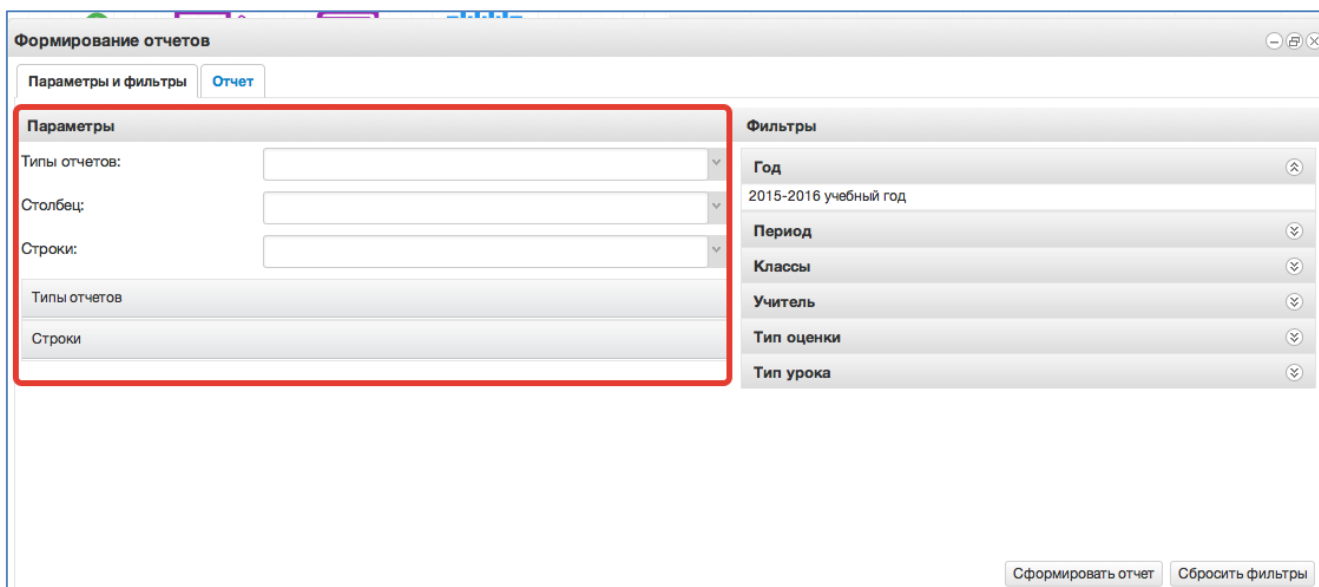 Формирование отчетов
Параметры и фильтры
Отчет
Параметры
Типы отчетов:
Столбец:
Строки:
Типы отчетов
Строки
Фильтры
Год
2015-2016 учебный год
Период
Классы
Учитель
Тип оценки
Тип урока
Сформировать отчет
Сбросить фильтры